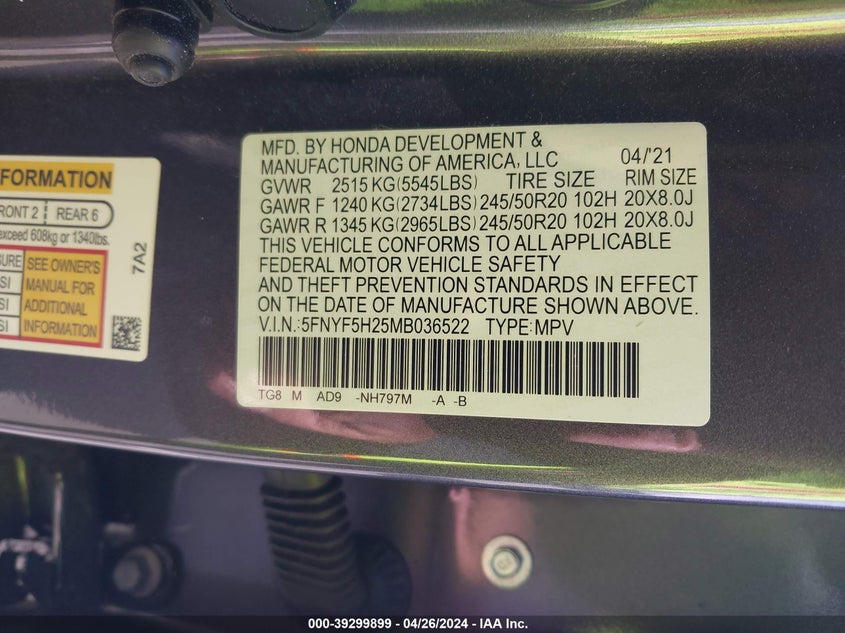 FORMATION
FRONT 2 REAR 6
exceed 608kg or 1340lbs.
SURE
SI
SI
SI
SEE OWNER'S
MANUAL FOR
ADDITIONAL
INFORMATION
7A2
MFD. BY HONDA DEVELOPMENT &
MANUFACTURING OF AMERICA, LLC 04/'21
GVWR 2515 KG(5545LBS) TIRE SIZE RIM SIZE
GAWR F 1240 KG(2734LBS) 245/50R20 102H 20X8.0J
GAWR R 1345 KG(2965LBS) 245/50R20 102H 20X8.0J
THIS VEHICLE CONFORMS TO ALL APPLICABLE
FEDERAL MOTOR VEHICLE SAFETY
AND THEFT PREVENTION STANDARDS IN EFFECT
ON THE DATE OF MANUFACTURE SHOWN ABOVE.
V.I.N.:5FNYF5H25MB036522 TYPE:MPV
TG8 M AD9 -NH797M -A -B
000-39299899 - 04/26/2024 - IAA Inc.